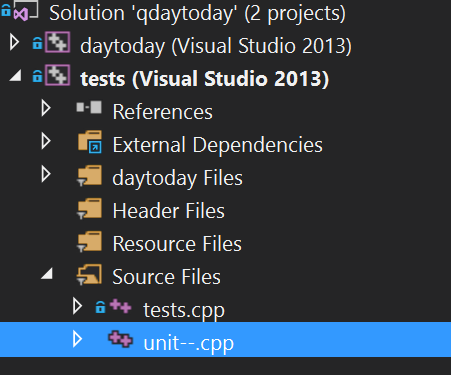 Solution 'qdaytoday' (2 projects)
daytoday (Visual Studio 2013)
tests (Visual Studio 2013)
References
External Dependencies
daytoday Files
Header Files
Resource Files
Source Files
tests.cpp
unit--.cpp